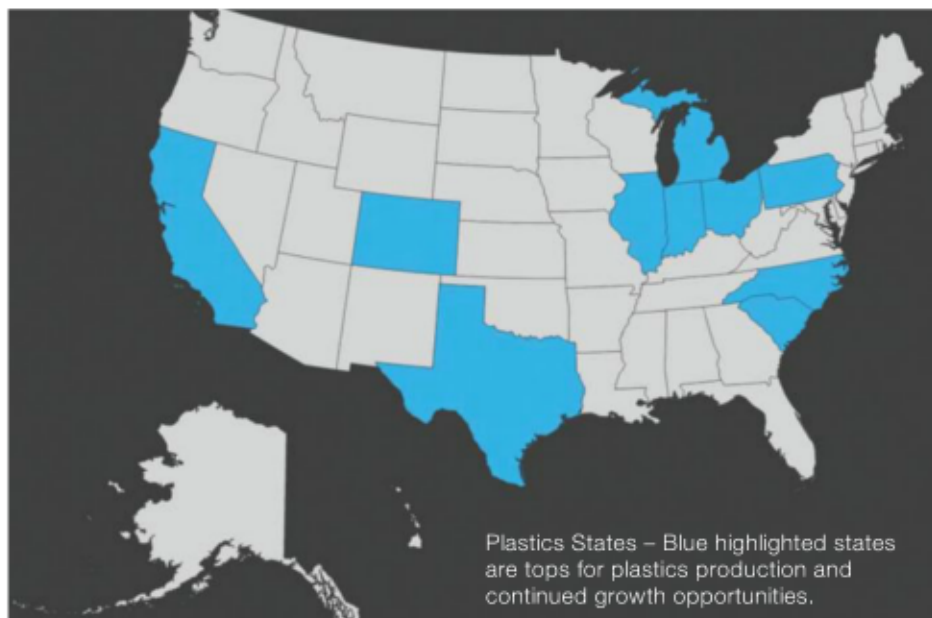 Plastics States – Blue highlighted states
are tops for plastics production and
continued growth opportunities.